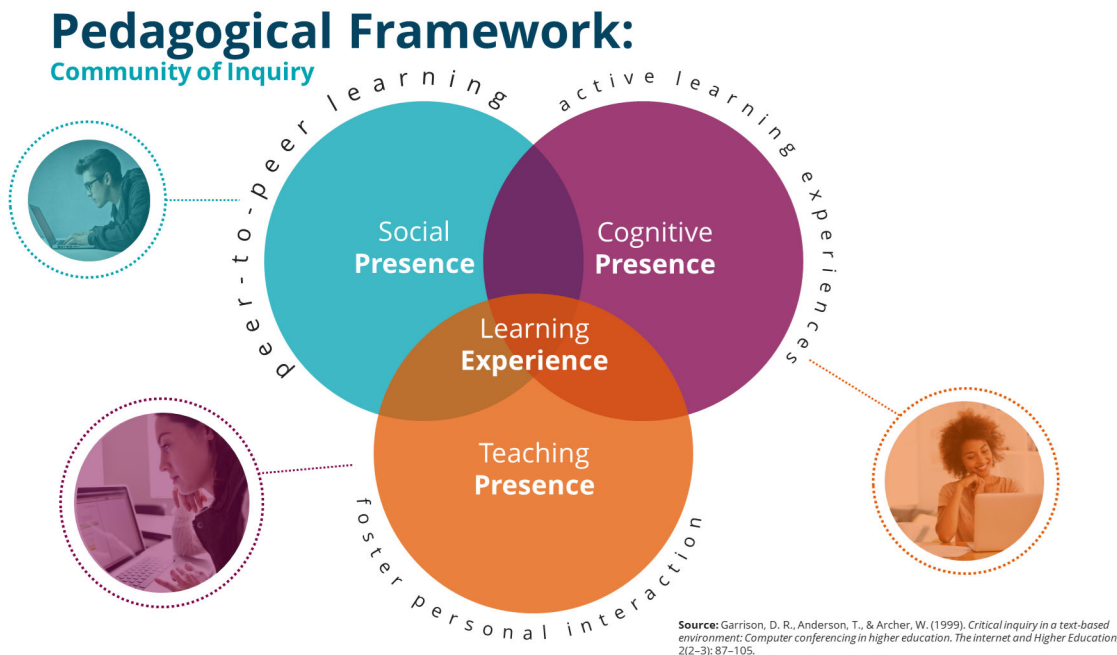 Pedagogical Framework:
Community of Inquiry
peer-to-peer learning
active learning experiences
Social
Presence
Cognitive
Presence
Learning
Experience
Teaching
Presence
foster personal interaction
Source: Garrison, D. R., Anderson, T., & Archer, W. (1999). Critical inquiry in a text-based
environment: Computer conferencing in higher education. The internet and Higher Education
2(2–3): 87–105.